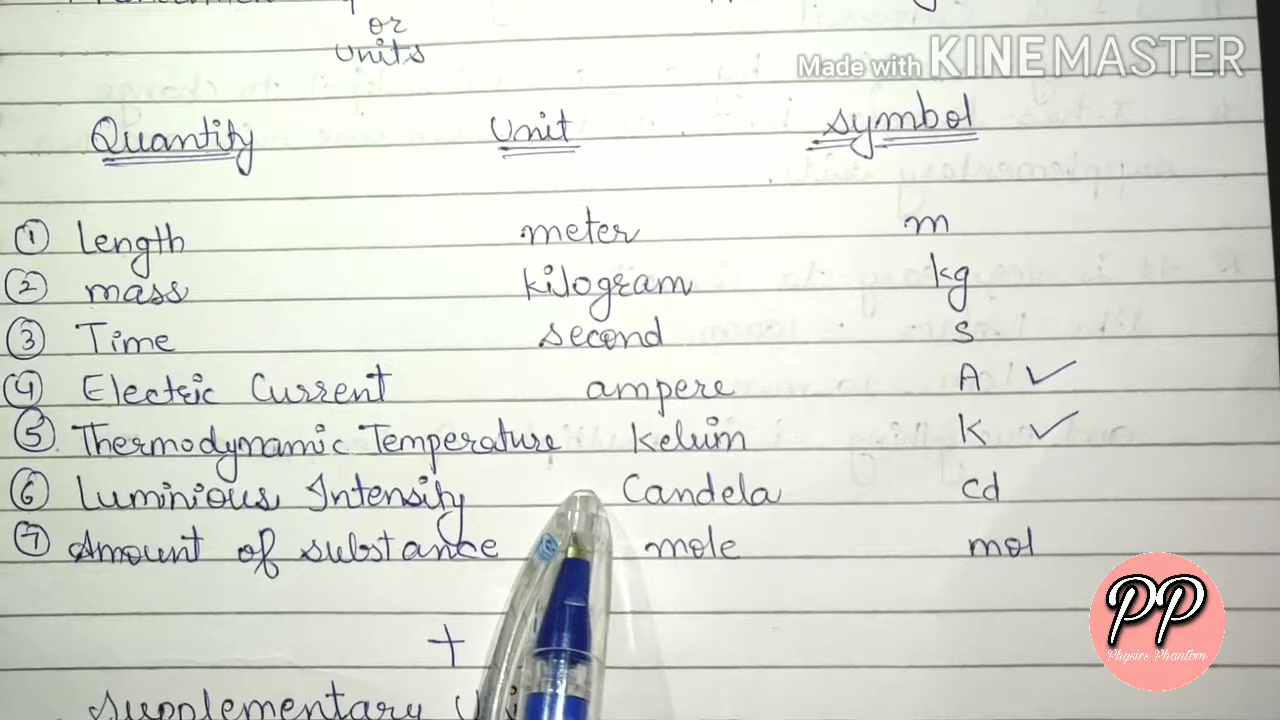 or
units
Made with KINEMASTER
Quantity Unit Symbol
① Length meter m
② mass kilogram kg
③ Time second s
④ Electric Current ampere A ✓
⑤ Thermodynamic Temperature Kelvin K ✓
⑥ Luminious Intensity Candela cd
⑦ Amount of substance mole mol
+
Supplementary
PP
Physics Phantom